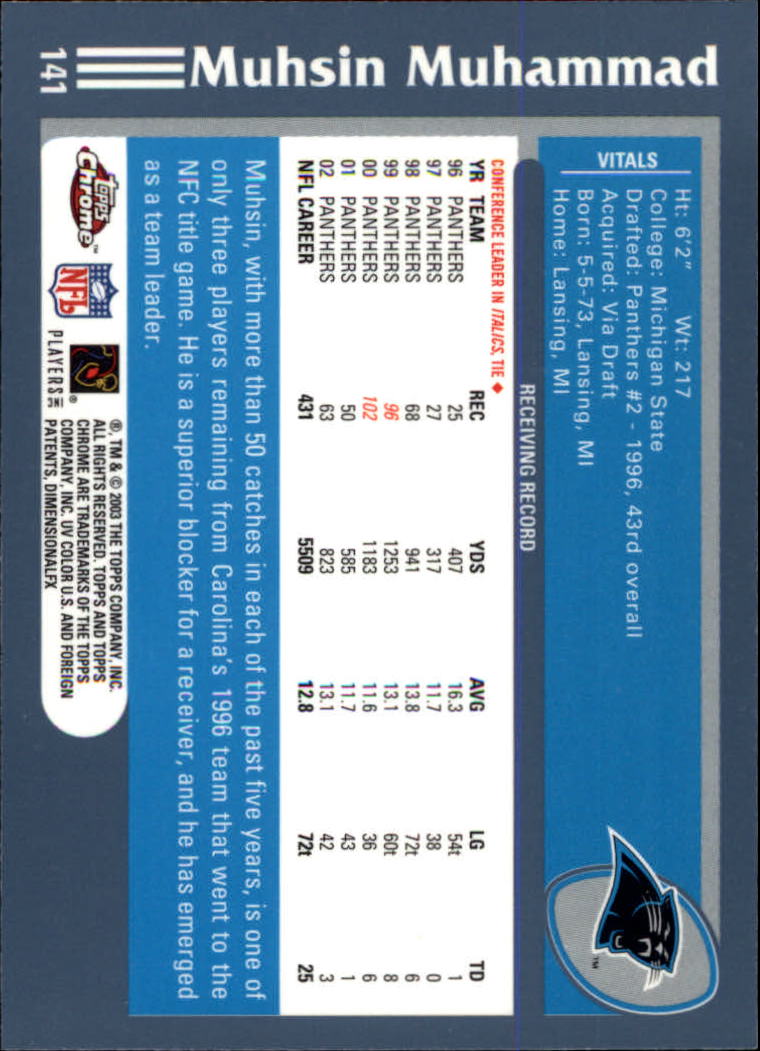 141
Muhsin Muhammad
VITALS
Ht: 6'2" Wt: 217
College: Michigan State
Drafted: Panthers #2 - 1996, 43rd overall
Acquired: Via Draft
Born: 5-5-73, Lansing, MI
Home: Lansing, MI
RECEIVING RECORD
CONFERENCE LEADER IN ITALICS, TIE ♦
YR TEAM REC YDS AVG LG TD
96 PANTHERS 25 407 16.3 54t 1
97 PANTHERS 27 317 11.7 38 0
98 PANTHERS 68 941 13.8 72t 6
99 PANTHERS 96 1253 13.1 60t 8
00 PANTHERS 102 1183 11.6 36 6
01 PANTHERS 50 585 11.7 43 1
02 PANTHERS 63 823 13.1 42 3
NFL CAREER 431 5509 12.8 72t 25
Muhsin, with more than 50 catches in each of the past five years, is one of
only three players remaining from Carolina's 1996 team that went to the
NFC title game. He is a superior blocker for a receiver, and he has emerged
as a team leader.
Topps Chrome™
NFL
PLAYERS INC ®
®, TM & © 2003 THE TOPPS COMPANY, INC.
ALL RIGHTS RESERVED. TOPPS AND TOPPS
CHROME ARE TRADEMARKS OF THE TOPPS
COMPANY, INC. UV COLOR U.S. AND FOREIGN
PATENTS, DIMENSIONALFX
TM